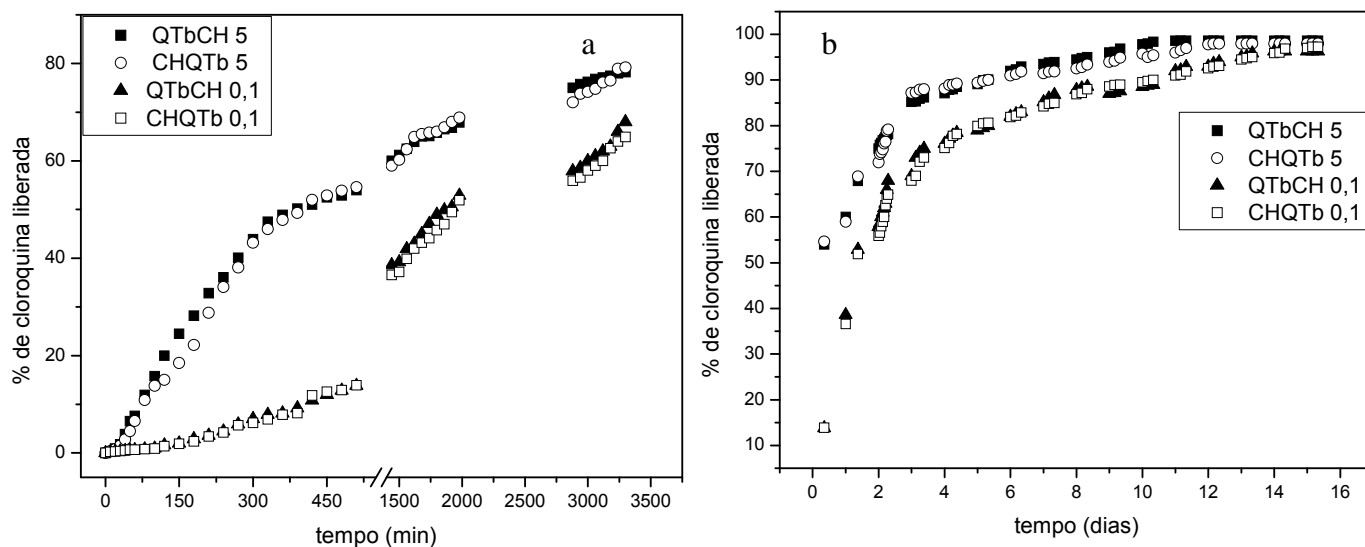 a
QTbCH 5
CHQTb 5
QTbCH 0,1
CHQTb 0,1
% de cloroquina liberada
80
60
40
20
0
0 150 300 450 1500 2000 3000 3500
tempo (min)
b
QTbCH 5
CHQTb 5
QTbCH 0,1
CHQTb 0,1
% de cloroquina liberada
100
90
80
70
60
50
40
30
20
10
0 2 4 6 8 10 12 14 16
tempo (dias)